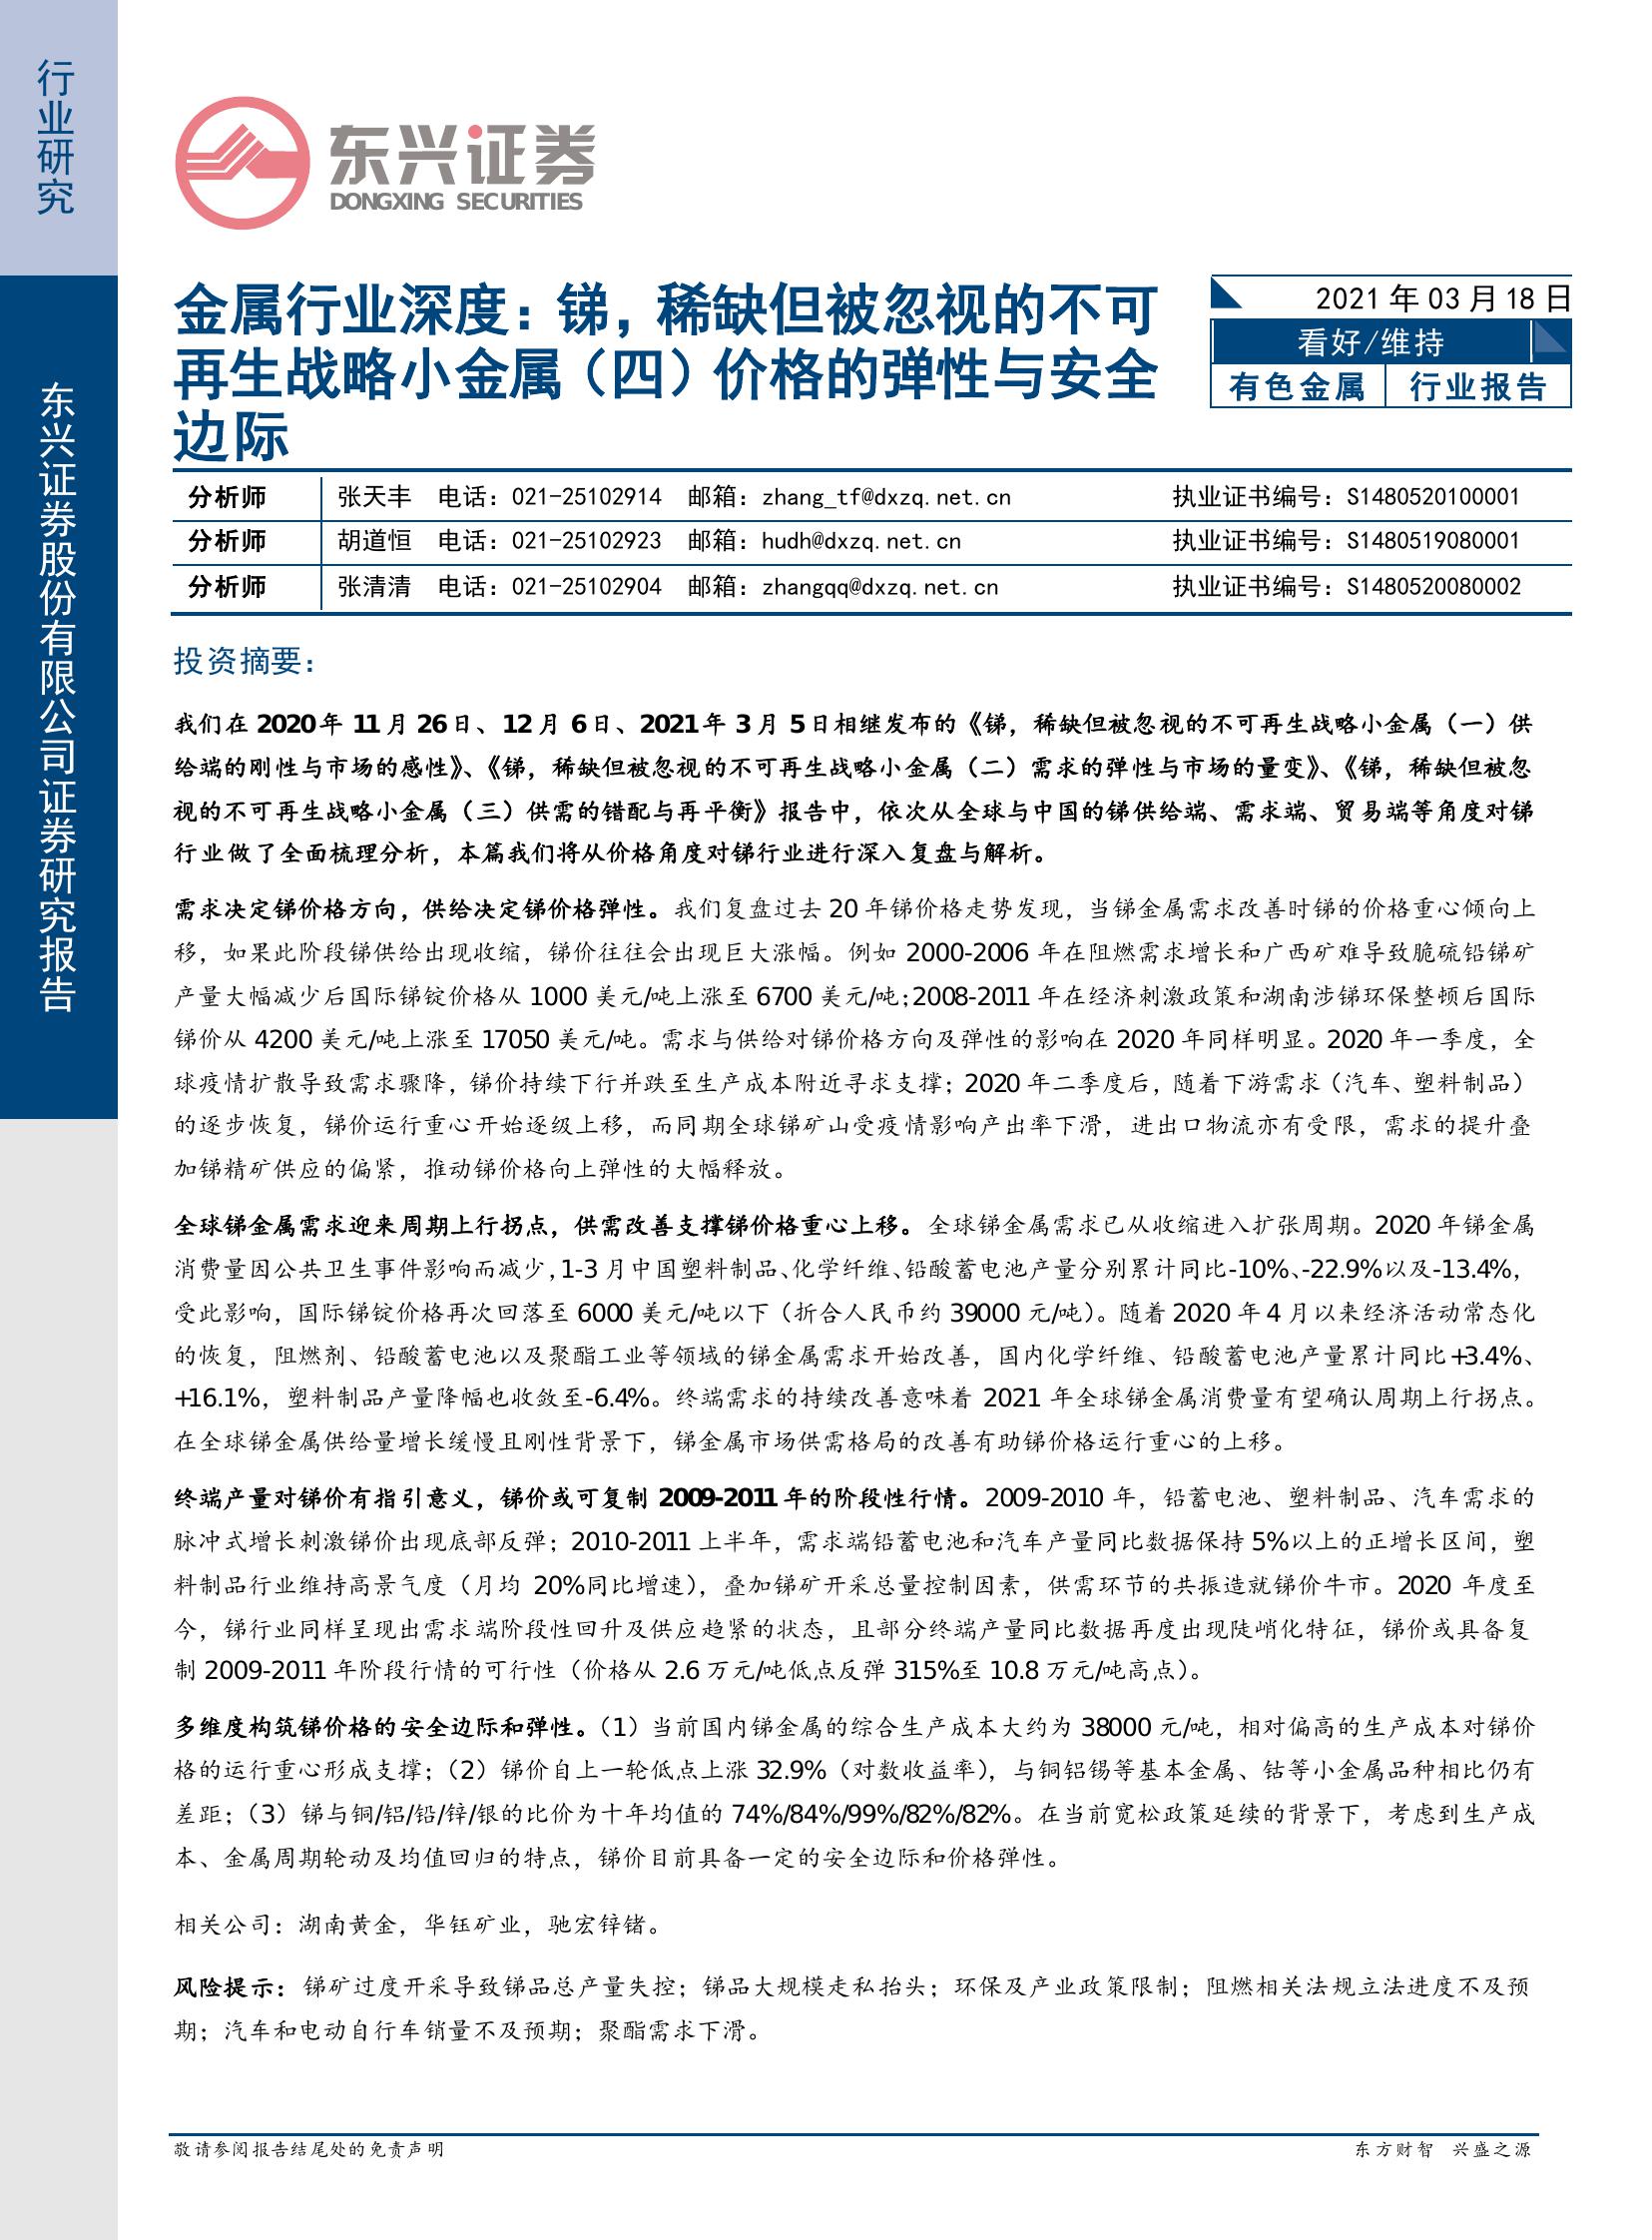 行业研究
东兴证券股份有限公司证券研究报告
东兴证券
DONGXING SECURITIES
金属行业深度：锑，稀缺但被忽视的不可
再生战略小金属（四）价格的弹性与安全
边际
2021 年 03 月 18 日
看好/维持
有色金属 行业报告
分析师 张天丰 电话：021-25102914 邮箱：zhang_tf@dxzq.net.cn 执业证书编号：S1480520100001
分析师 胡道恒 电话：021-25102923 邮箱：hudh@dxzq.net.cn 执业证书编号：S1480519080001
分析师 张清清 电话：021-25102904 邮箱：zhangqq@dxzq.net.cn 执业证书编号：S1480520080002
投资摘要：
我们在 2020 年 11 月 26 日、12 月 6 日、2021 年 3 月 5 日相继发布的《锑，稀缺但被忽视的不可再生战略小金属（一）供
给端的刚性与市场的感性》、《锑，稀缺但被忽视的不可再生战略小金属（二）需求的弹性与市场的量变》、《锑，稀缺但被忽
视的不可再生战略小金属（三）供需的错配与再平衡》报告中，依次从全球与中国的锑供给端、需求端、贸易端等角度对锑
行业做了全面梳理分析，本篇我们将从价格角度对锑行业进行深入复盘与解析。
需求决定锑价格方向，供给决定锑价格弹性。我们复盘过去 20 年锑价格走势发现，当锑金属需求改善时锑的价格重心倾向上
移，如果此阶段锑供给出现收缩，锑价往往会出现巨大涨幅。例如 2000-2006 年在阻燃需求增长和广西矿难导致脆硫铅锑矿
产量大幅减少后国际锑锭价格从 1000 美元/吨上涨至 6700 美元/吨；2008-2011 年在经济刺激政策和湖南涉锑环保整顿后国际
锑价从 4200 美元/吨上涨至 17050 美元/吨。需求与供给对锑价格方向及弹性的影响在 2020 年同样明显。2020 年一季度，全
球疫情扩散导致需求骤降，锑价持续下行并跌至生产成本附近寻求支撑；2020 年二季度后，随着下游需求（汽车、塑料制品）
的逐步恢复，锑价运行重心开始逐级上移，而同期全球锑矿山受疫情影响产出率下滑，进出口物流亦有受限，需求的提升叠
加锑精矿供应的偏紧，推动锑价格向上弹性的大幅释放。
全球锑金属需求迎来周期上行拐点，供需改善支撑锑价格重心上移。全球锑金属需求已从收缩进入扩张周期。2020 年锑金属
消费量因公共卫生事件影响而减少，1-3 月中国塑料制品、化学纤维、铅酸蓄电池产量分别累计同比-10%、-22.9%以及-13.4%，
受此影响，国际锑锭价格再次回落至 6000 美元/吨以下（折合人民币约 39000 元/吨）。随着 2020 年 4 月以来经济活动常态化
的恢复，阻燃剂、铅酸蓄电池以及聚酯工业等领域的锑金属需求开始改善，国内化学纤维、铅酸蓄电池产量累计同比+3.4%、
+16.1%，塑料制品产量降幅也收敛至-6.4%。终端需求的持续改善意味着 2021 年全球锑金属消费量有望确认周期上行拐点。
在全球锑金属供给量增长缓慢且刚性背景下，锑金属市场供需格局的改善有助锑价格运行重心的上移。
终端产量对锑价有指引意义，锑价或可复制 2009-2011 年的阶段性行情。2009-2010 年，铅蓄电池、塑料制品、汽车需求的
脉冲式增长刺激锑价出现底部反弹；2010-2011 上半年，需求端铅蓄电池和汽车产量同比数据保持 5%以上的正增长区间，塑
料制品行业维持高景气度（月均 20%同比增速），叠加锑矿开采总量控制因素，供需环节的共振造就锑价牛市。2020 年度至
今，锑行业同样呈现出需求端阶段性回升及供应趋紧的状态，且部分终端产量同比数据再度出现陡峭化特征，锑价或具备复
制 2009-2011 年阶段行情的可行性（价格从 2.6 万元/吨低点反弹 315%至 10.8 万元/吨高点）。
多维度构筑锑价格的安全边际和弹性。（1）当前国内锑金属的综合生产成本大约为 38000 元/吨，相对偏高的生产成本对锑价
格的运行重心形成支撑；（2）锑价自上一轮低点上涨 32.9%（对数收益率），与铜铝锡等基本金属、钴等小金属品种相比仍有
差距；（3）锑与铜/铝/铅/锌/银的比价为十年均值的 74%/84%/99%/82%/82%。在当前宽松政策延续的背景下，考虑到生产成
本、金属周期轮动及均值回归的特点，锑价目前具备一定的安全边际和价格弹性。
相关公司：湖南黄金，华钰矿业，驰宏锌锗。
风险提示：锑矿过度开采导致锑品总产量失控；锑品大规模走私抬头；环保及产业政策限制；阻燃相关法规立法进度不及预
期；汽车和电动自行车销量不及预期；聚酯需求下滑。
敬请参阅报告结尾处的免责声明
东方财智 兴盛之源